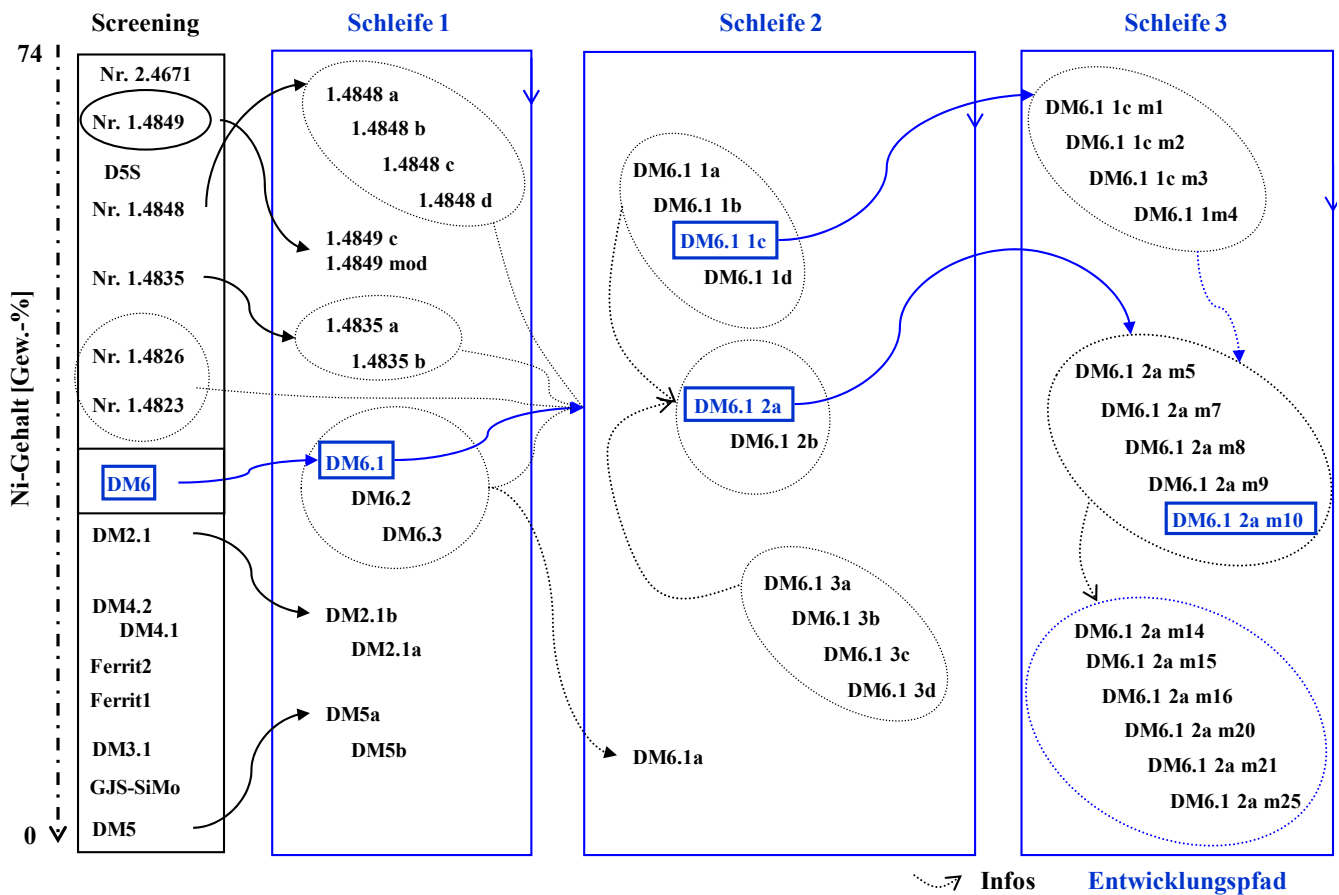 Screening
Schleife 1
Schleife 2
Schleife 3
74
Ni-Gehalt [Gew.-%]
0
Nr. 2.4671
Nr. 1.4849
D5S
Nr. 1.4848
Nr. 1.4835
Nr. 1.4826
Nr. 1.4823
DM6
DM2.1
DM4.2
DM4.1
Ferrit2
Ferrit1
DM3.1
GJS-SiMo
DM5
1.4848 a
1.4848 b
1.4848 c
1.4848 d
1.4849 c
1.4849 mod
1.4835 a
1.4835 b
DM6.1
DM6.2
DM6.3
DM2.1b
DM2.1a
DM5a
DM5b
DM6.1 1a
DM6.1 1b
DM6.1 1c
DM6.1 1d
DM6.1 2a
DM6.1 2b
DM6.1 3a
DM6.1 3b
DM6.1 3c
DM6.1 3d
DM6.1a
DM6.1 1c m1
DM6.1 1c m2
DM6.1 1c m3
DM6.1 1m4
DM6.1 2a m5
DM6.1 2a m7
DM6.1 2a m8
DM6.1 2a m9
DM6.1 2a m10
DM6.1 2a m14
DM6.1 2a m15
DM6.1 2a m16
DM6.1 2a m20
DM6.1 2a m21
DM6.1 2a m25
Infos
Entwicklungspfad